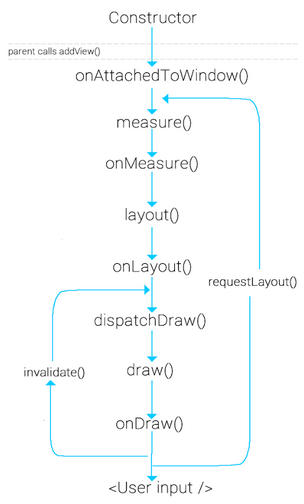 Constructor
parent calls addView()
onAttachedToWindow()
measure()
onMeasure()
layout()
onLayout()
requestLayout()
dispatchDraw()
invalidate()
draw()
onDraw()
<User input />